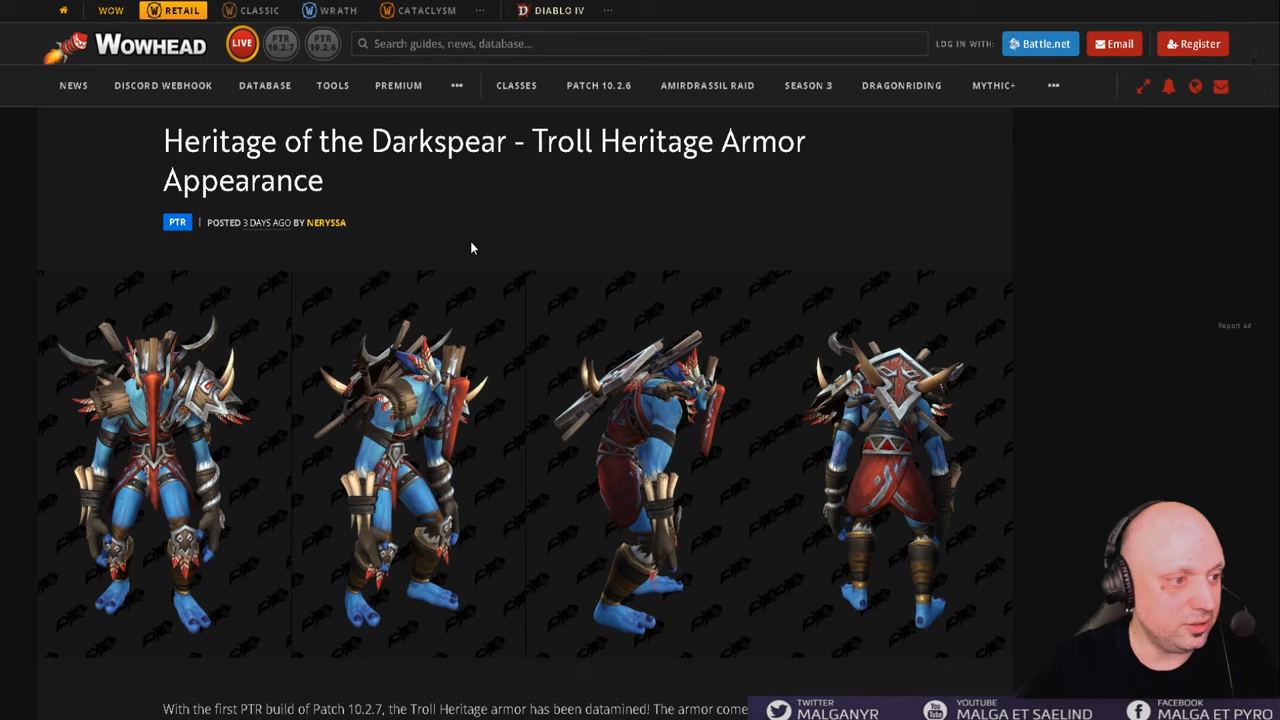 WOW RETAIL CLASSIC WRATH CATACLYSM ··· DIABLO IV ···
WOWHEAD LIVE PTR 10.2.7 PTR 10.2.6 Search guides, news, database... LOG IN WITH: Battle.net Email Register
NEWS DISCORD WEBHOOK DATABASE TOOLS PREMIUM ··· CLASSES PATCH 10.2.6 AMIRDRASSIL RAID SEASON 3 DRAGONRIDING MYTHIC+ ···
Heritage of the Darkspear - Troll Heritage Armor
Appearance
PTR | POSTED 3 DAYS AGO BY NERYSSA
Report ad
With the first PTR build of Patch 10.2.7, the Troll Heritage armor has been datamined! The armor come
TWITTER
MALGANYR
YOUTUBE
MALGA ET SAELIND
FACEBOOK
MALGA ET PYRO